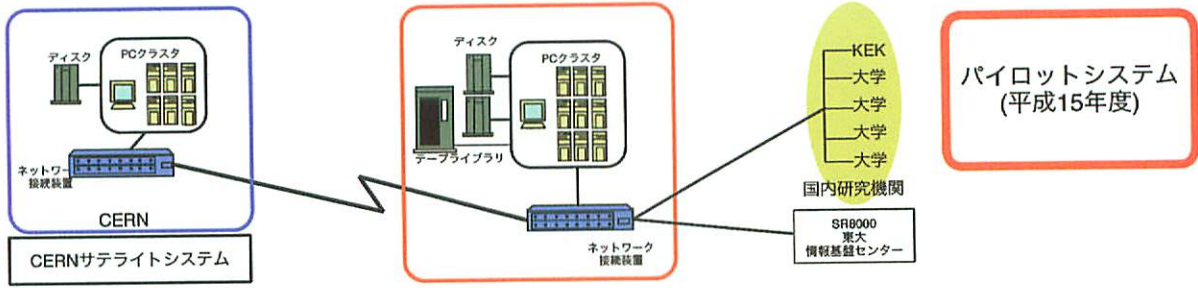 ディスク
PCクラスタ
ネットワーク
接続装置
CERN
CERNサテライトシステム
ディスク
PCクラスタ
テープライブラリ
ネットワーク
接続装置
KEK
大学
大学
大学
大学
国内研究機関
SR8000
東大
情報基盤センター
パイロットシステム
(平成15年度)